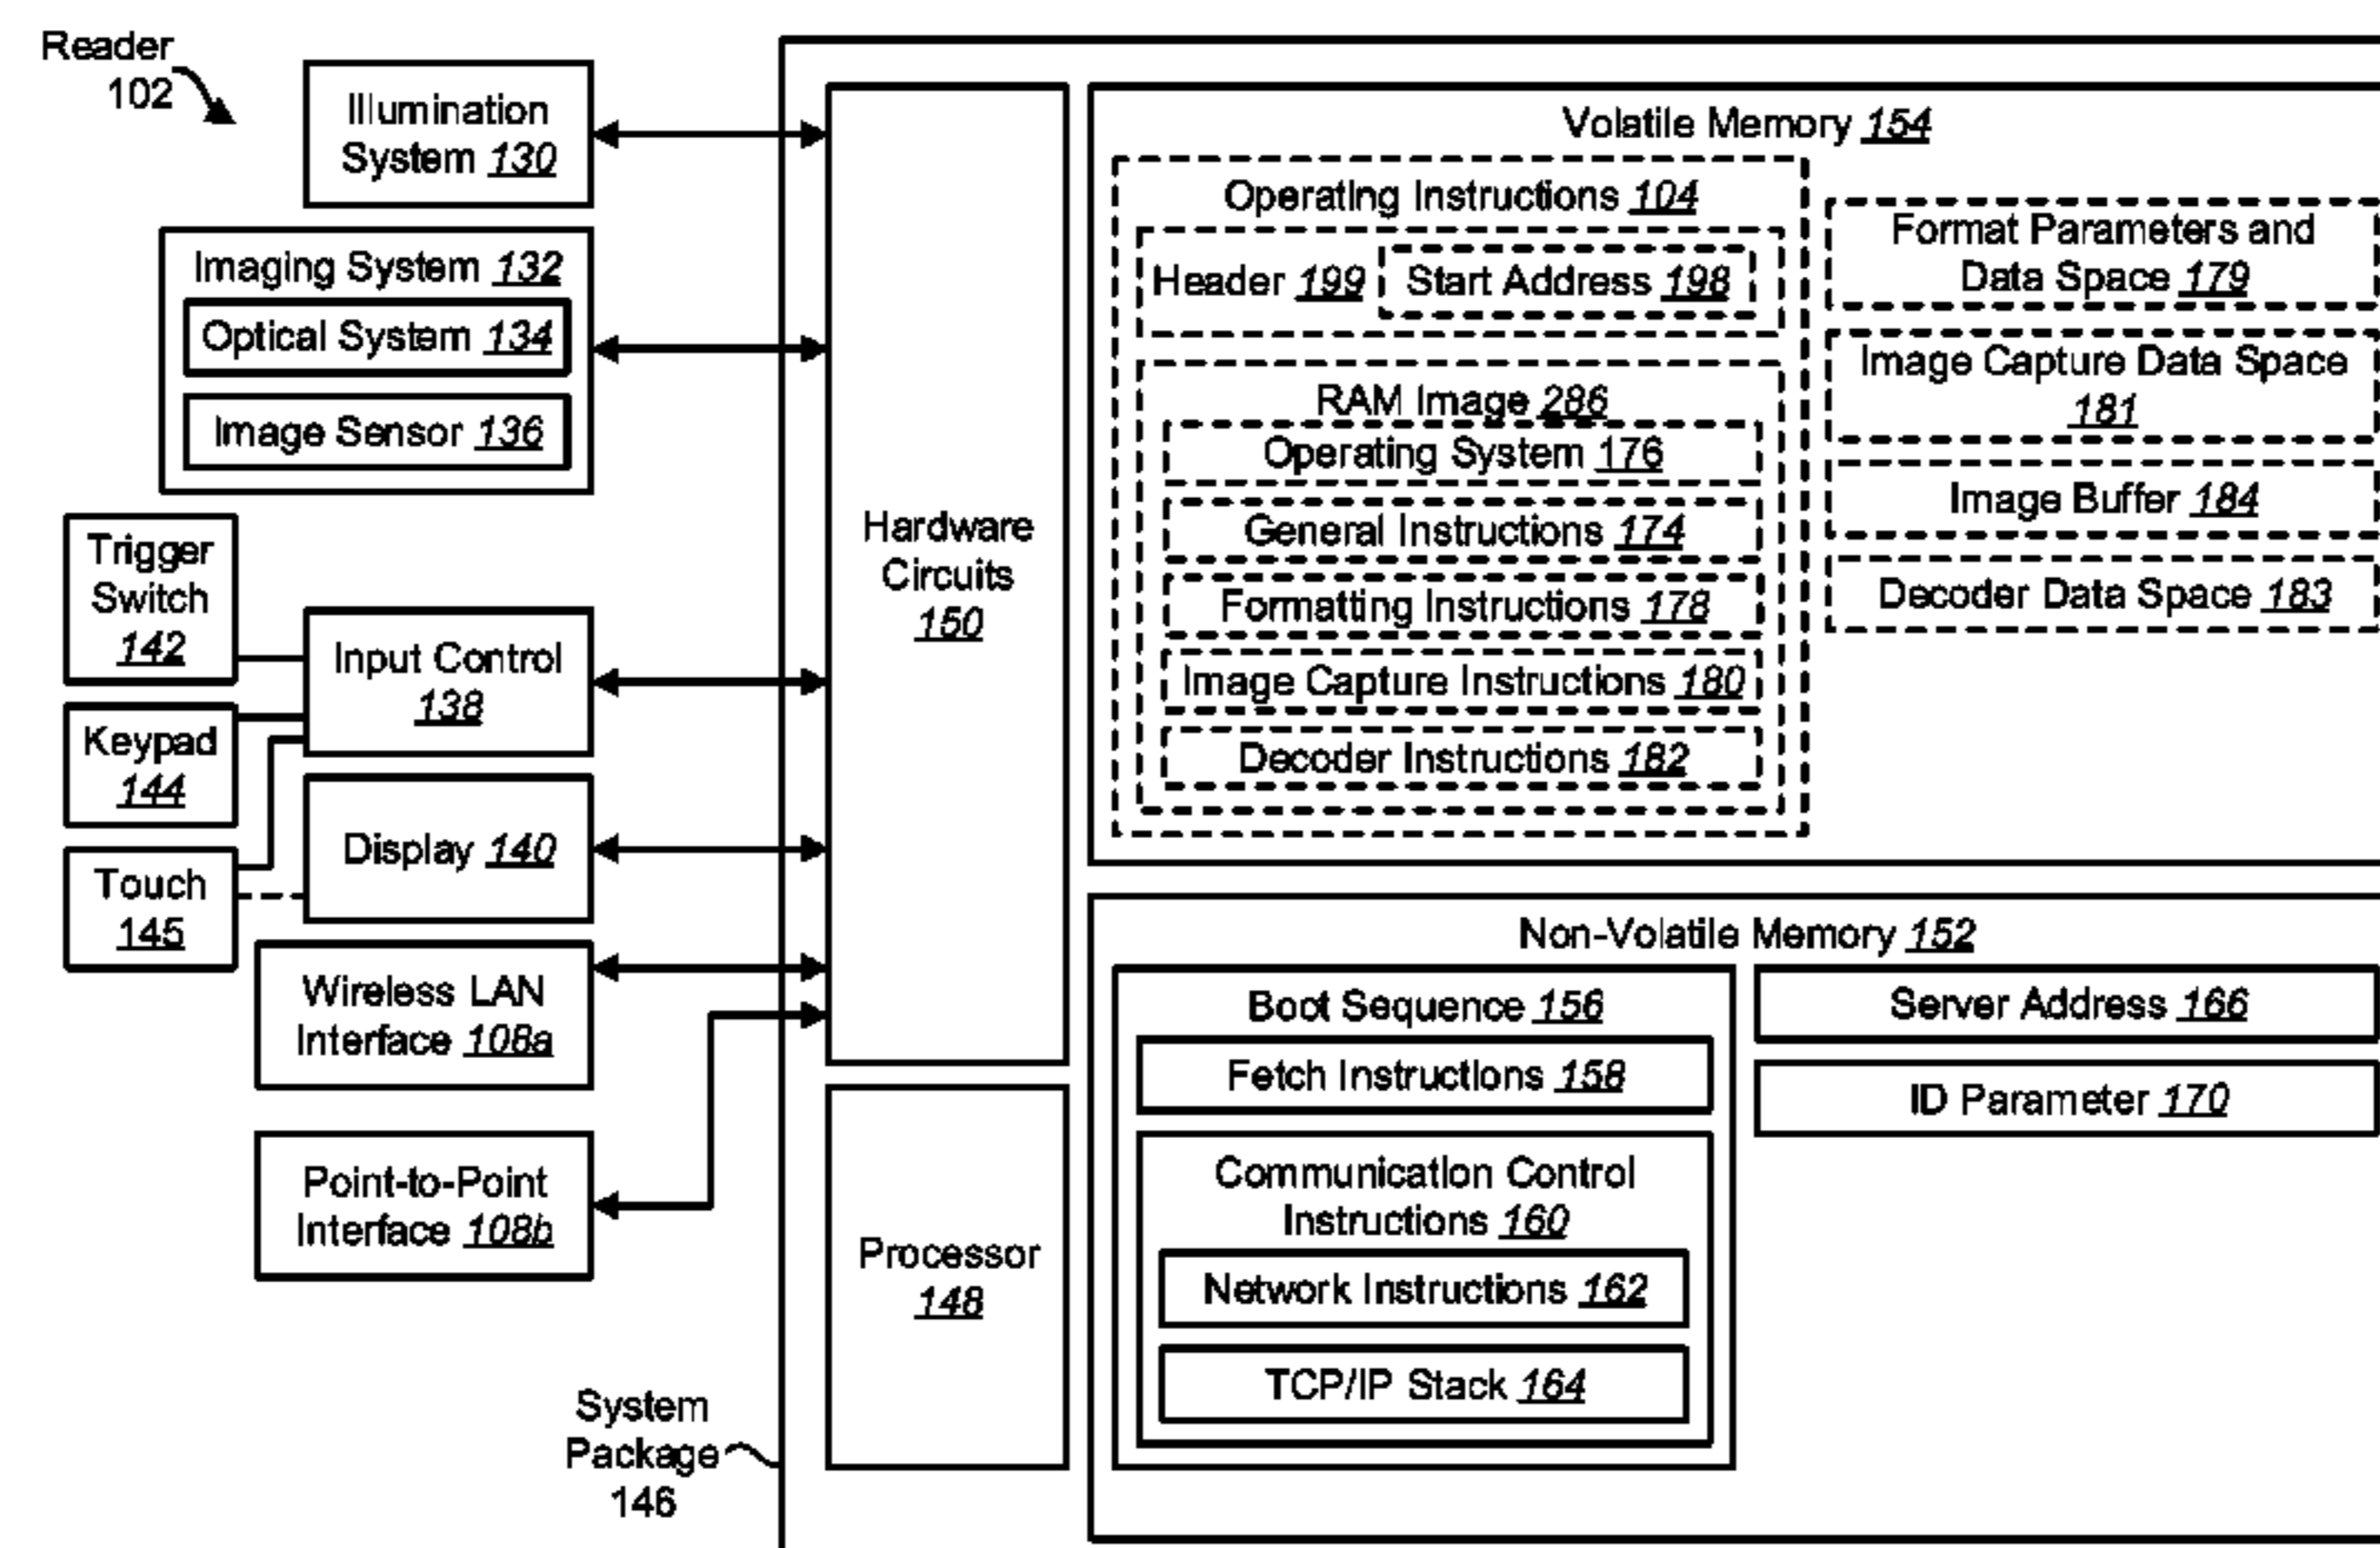 Reader
102
Illumination
System 130
Imaging System 132
Optical System 134
Image Sensor 136
Trigger
Switch
142
Keypad
144
Touch
145
Input Control
138
Display 140
Wireless LAN
Interface 108a
Point-to-Point
Interface 108b
System
Package
146
Hardware
Circuits
150
Processor
148
Volatile Memory 154
Operating Instructions 104
Header 199
Start Address 198
RAM Image 286
Operating System 176
General Instructions 174
Formatting Instructions 178
Image Capture Instructions 180
Decoder Instructions 182
Format Parameters and
Data Space 179
Image Capture Data Space
181
Image Buffer 184
Decoder Data Space 183
Non-Volatile Memory 152
Boot Sequence 156
Fetch Instructions 158
Communication Control
Instructions 160
Network Instructions 162
TCP/IP Stack 164
Server Address 166
ID Parameter 170